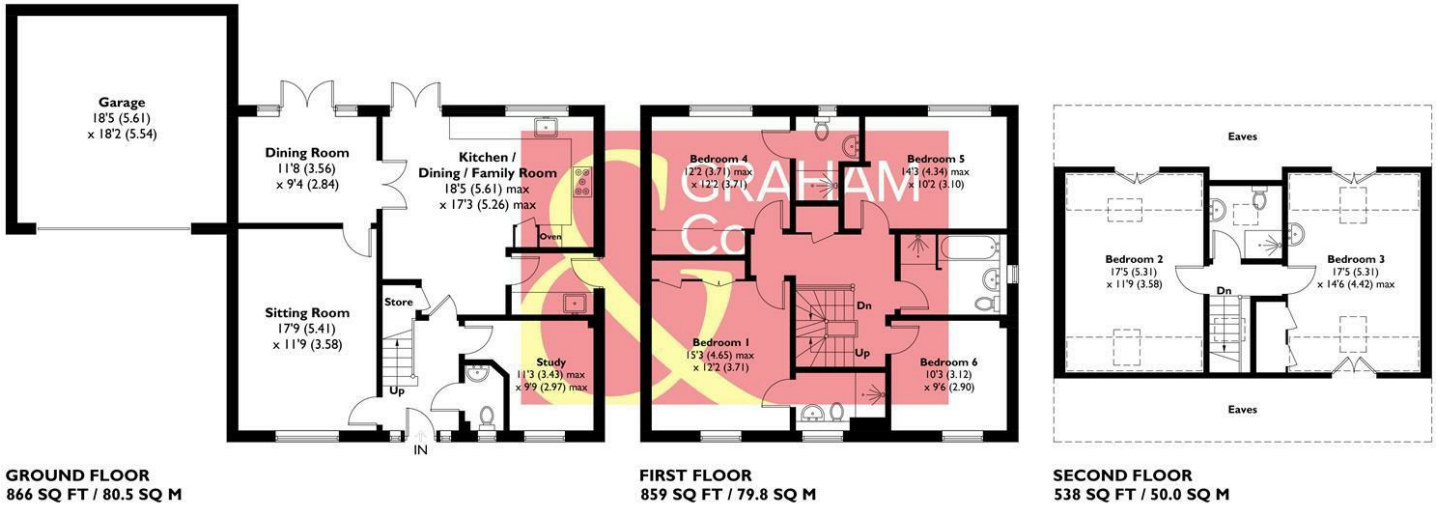 Garage
18'5 (5.61)
x 18'2 (5.54)
Dining Room
11'8 (3.56)
x 9'4 (2.84)
Kitchen /
Dining / Family Room
18'5 (5.61) max
x 17'3 (5.26) max
Oven
Sitting Room
17'9 (5.41)
x 11'9 (3.58)
Store
Up
Study
11'3 (3.43) max
x 9'9 (2.97) max
IN
GROUND FLOOR
866 SQ FT / 80.5 SQ M
Bedroom 4
12'2 (3.71) max
x 12'2 (3.71)
Bedroom 5
14'3 (4.34) max
x 10'2 (3.10)
& GRAHAM
Co
Dn
Up
Bedroom 1
15'3 (4.65) max
x 12'2 (3.71)
Bedroom 6
10'3 (3.12)
x 9'6 (2.90)
FIRST FLOOR
859 SQ FT / 79.8 SQ M
Eaves
Bedroom 2
17'5 (5.31)
x 11'9 (3.58)
Dn
Bedroom 3
17'5 (5.31)
x 14'6 (4.42) max
Eaves
SECOND FLOOR
538 SQ FT / 50.0 SQ M